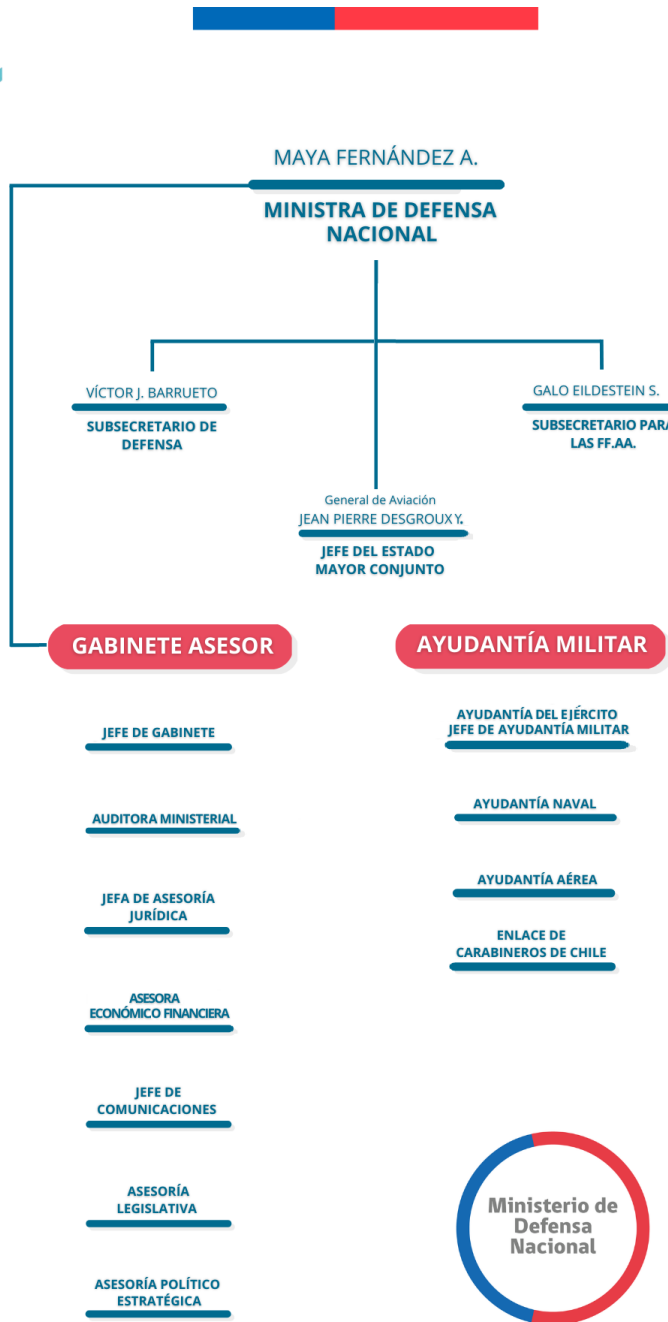 MAYA FERNÁNDEZ A.
MINISTRA DE DEFENSA
NACIONAL
VÍCTOR J. BARRUETO
SUBSECRETARIO DE
DEFENSA
GALO EILDESTEIN S.
SUBSECRETARIO PARA
LAS FF.AA.
General de Aviación
JEAN PIERRE DESGROUX Y.
JEFE DEL ESTADO
MAYOR CONJUNTO
GABINETE ASESOR
JEFE DE GABINETE
AUDITORA MINISTERIAL
JEFA DE ASESORÍA
JURÍDICA
ASESORA
ECONÓMICO FINANCIERA
JEFE DE
COMUNICACIONES
ASESORÍA
LEGISLATIVA
ASESORÍA POLÍTICO
ESTRATÉGICA
AYUDANTÍA MILITAR
AYUDANTÍA DEL EJÉRCITO
JEFE DE AYUDANTÍA MILITAR
AYUDANTÍA NAVAL
AYUDANTÍA AÉREA
ENLACE DE
CARABINEROS DE CHILE
Ministerio de
Defensa
Nacional